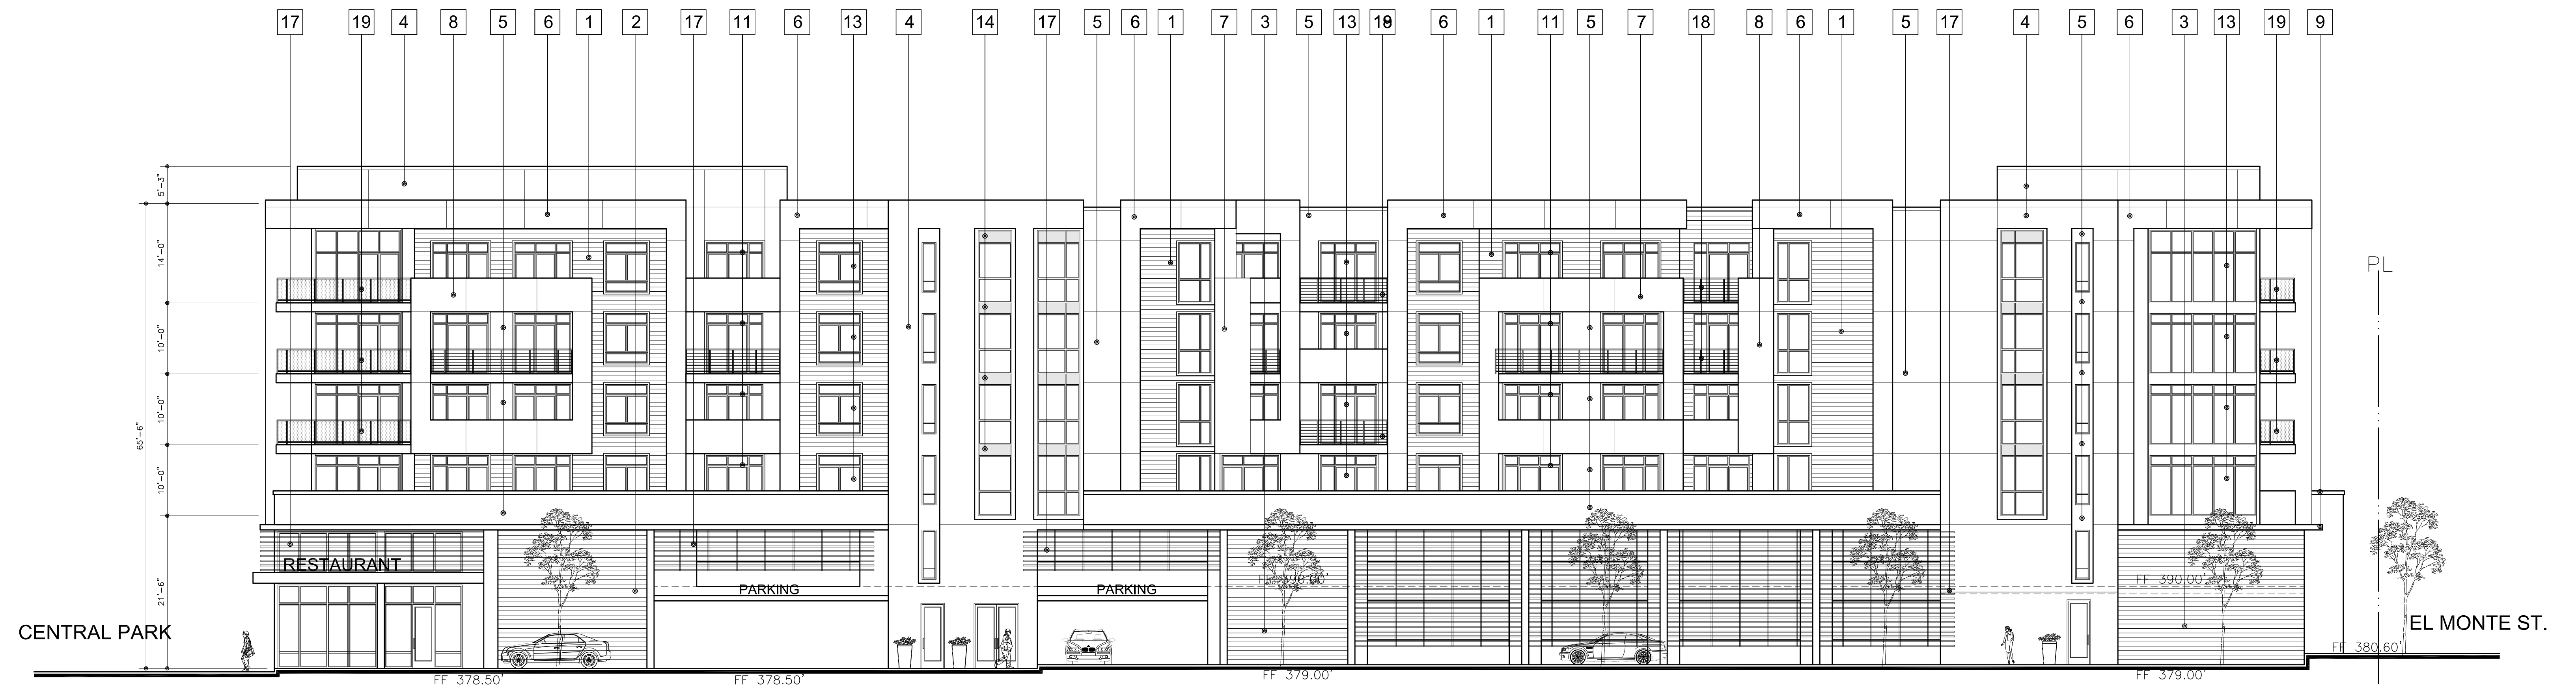 17 19 4 8 5 6 1 2 17 11 6 13 4 14 17 5 6 1 7 3 5 13 6 1 11 5 7 18 8 6 1 5 17 4 5 6 3 13 19 9
PL
5'-3"
14'-0"
10'-0"
10'-0"
65'-6"
10'-0"
21'-6"
RESTAURANT
PARKING
PARKING
FF 390.00'
FF 390.00'
CENTRAL PARK
EL MONTE ST.
FF 380.60'
FF 378.50'
FF 378.50'
FF 379.00'
FF 379.00'